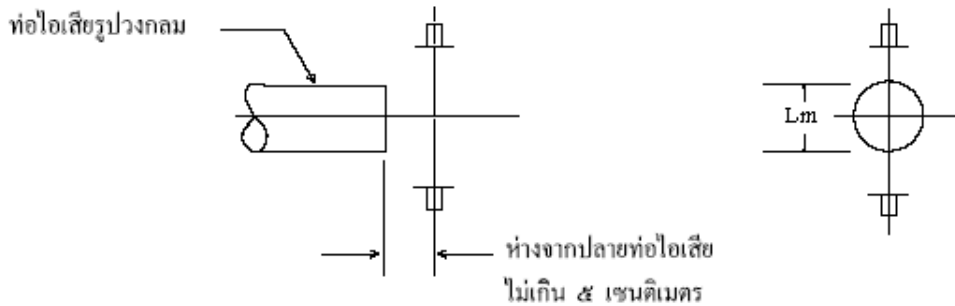 ท่อไอเสียรูปวงกลม
Lm
ห่างจากปลายท่อไอเสีย
ไม่เกิน ๕ เซนติเมตร